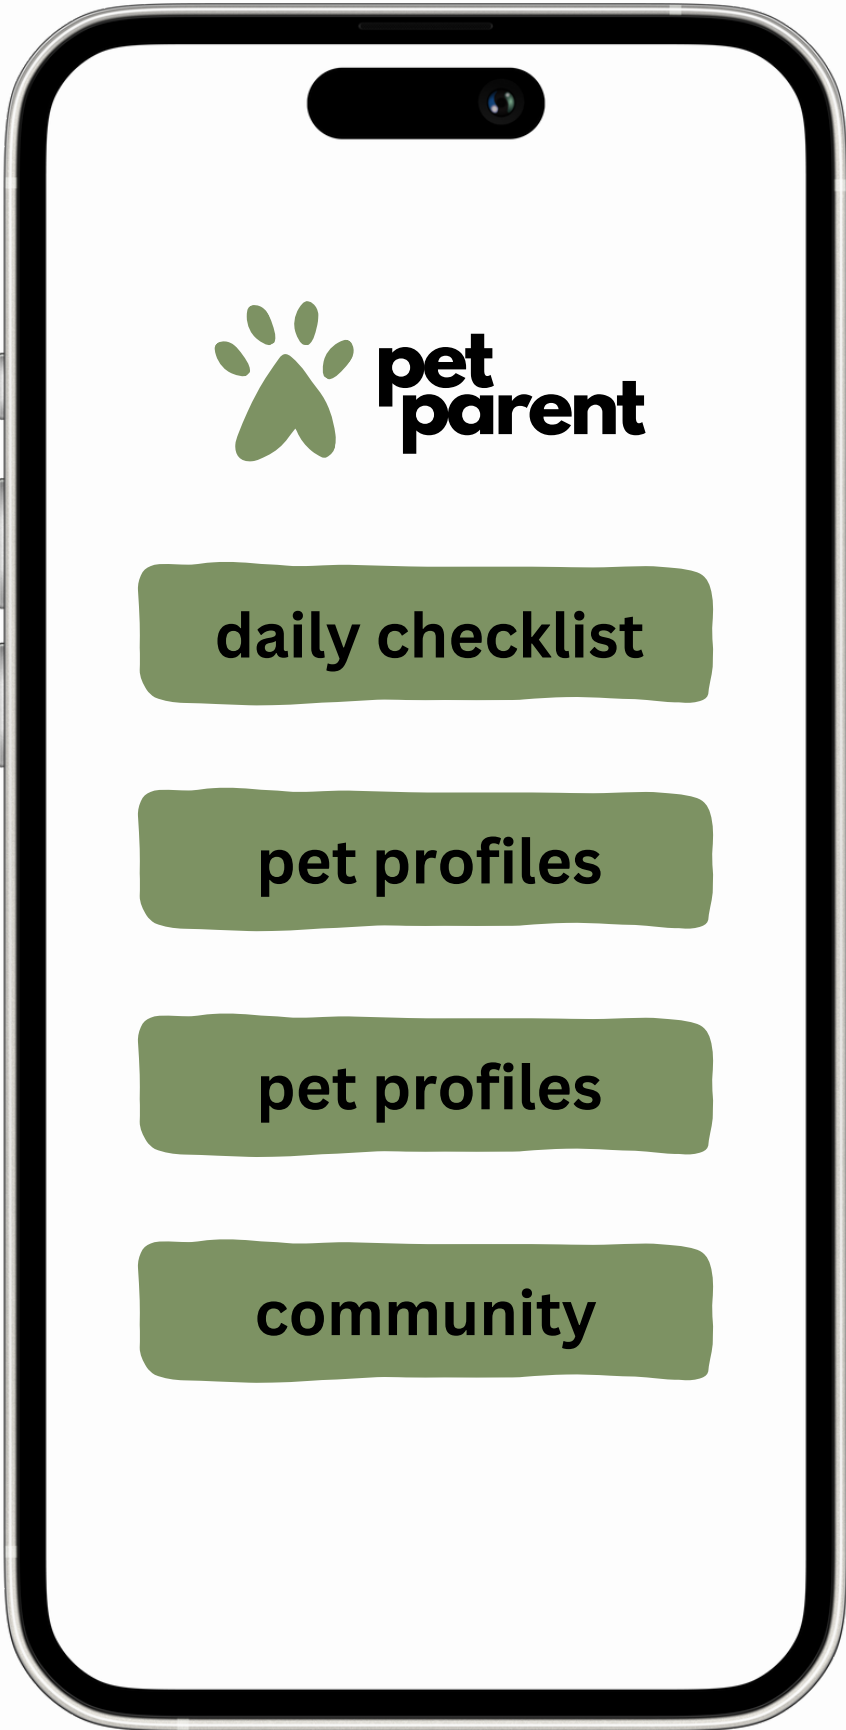 pet
parent
daily checklist
pet profiles
pet profiles
community